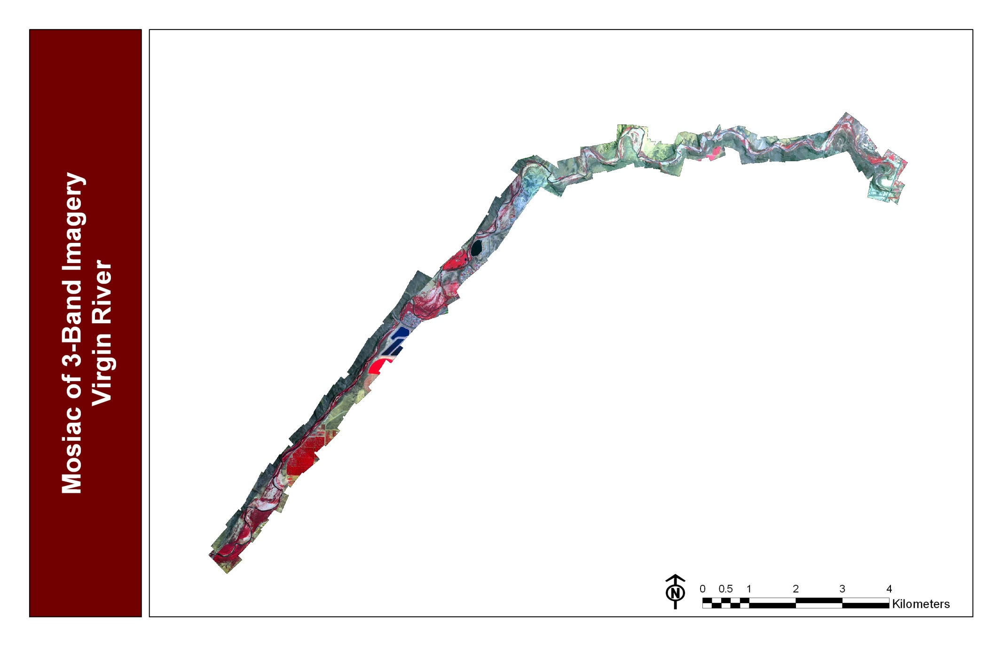 Mosiac of 3-Band Imagery
Virgin River
N
0 0.5 1 2 3 4
Kilometers